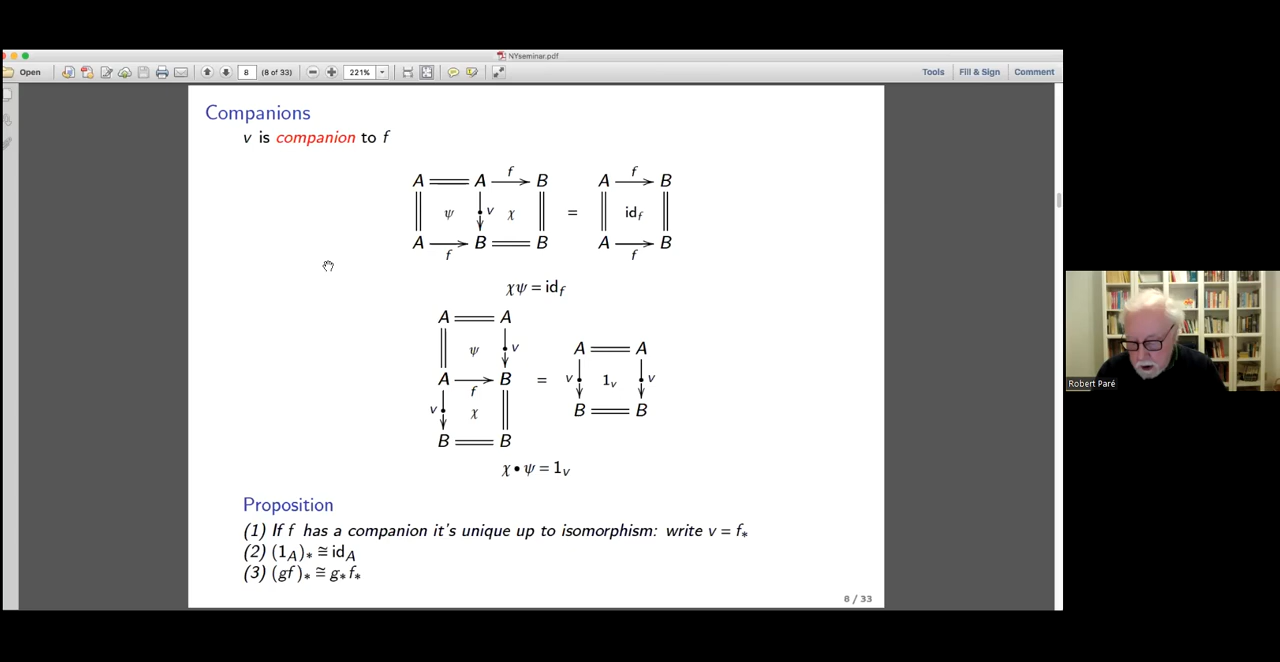 NYseminar.pdf
Open 8 (8 of 33) 221% Tools Fill & Sign Comment
Companions
v is companion to f
f f
A A B A B
ψ v χ = id_f
A B B A B
f f
χψ = id_f
A A
ψ v A A
A B = v 1_v v
f
v χ B B
B B
χ • ψ = 1_v
Robert Paré
Proposition
(1) If f has a companion it's unique up to isomorphism: write v = f_*
(2) (1_A)_* ≅ id_A
(3) (gf)_* ≅ g_* f_*
8 / 33